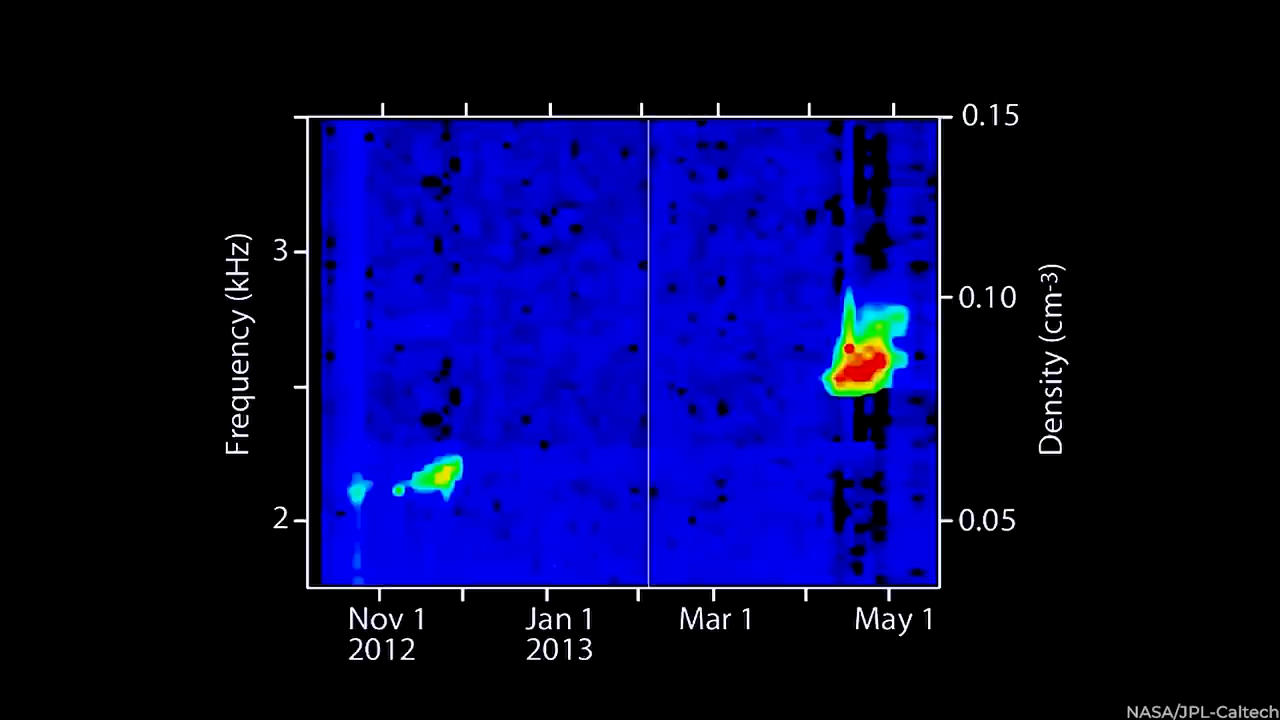 0.15
3
0.10
2
0.05
Frequency (kHz)
Density (cm-3)
Nov 1
2012
Jan 1
2013
Mar 1
May 1
NASA/JPL-Caltech